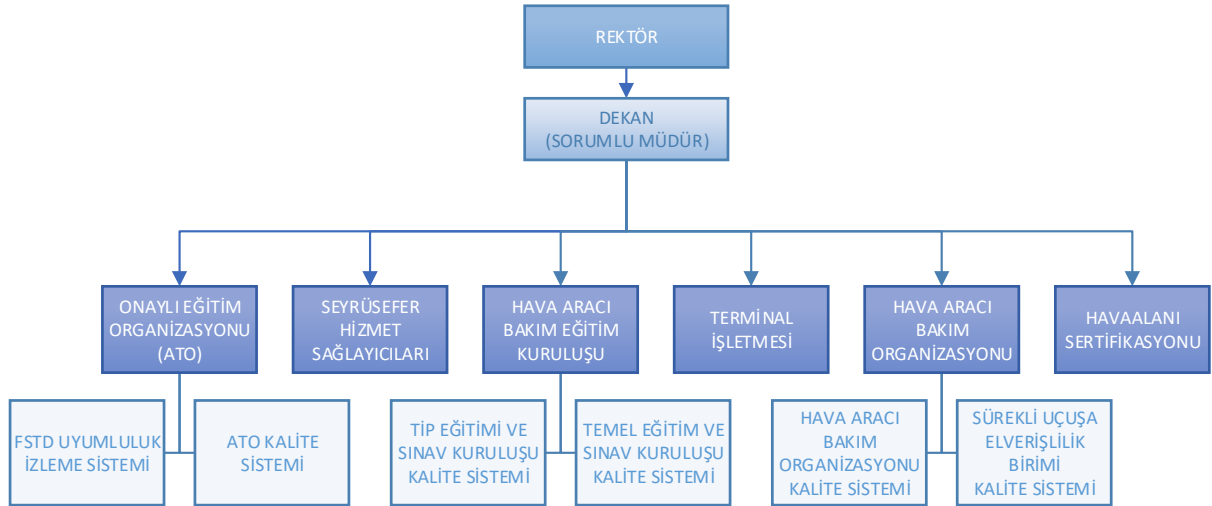 REKTÖR
DEKAN
(SORUMLU MÜDÜR)
ONAYLI EĞİTİM
ORGANİZASYONU
(ATO)
SEYRÜSEFER
HİZMET
SAĞLAYICILARI
HAVA ARACI
BAKIM EĞİTİM
KURULUŞU
TERMİNAL
İŞLETMESİ
HAVA ARACI
BAKIM
ORGANİZASYONU
HAVAALANI
SERTİFİKASYONU
FSTD UYUMLULUK
İZLEME SİSTEMİ
ATO KALİTE
SİSTEMİ
TİP EĞİTİMİ VE
SINAV KURULUŞU
KALİTE SİSTEMİ
TEMEL EĞİTİM VE
SINAV KURULUŞU
KALİTE SİSTEMİ
HAVA ARACI
BAKIM
ORGANİZASYONU
KALİTE SİSTEMİ
SÜREKLİ UÇUŞA
ELVERİŞLİLİK
BİRİMİ
KALİTE SİSTEMİ